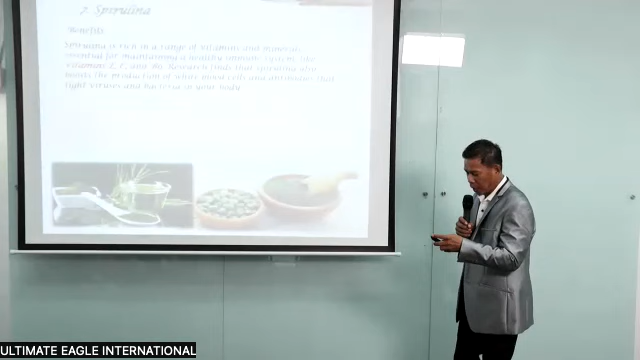 7. Spirulina
Benefits
Spirulina is rich in a range of vitamins and minerals
essential for maintaining a healthy immune system, like
vitamins E, C, and B6. Research finds that spirulina also
boosts the production of white blood cells and antibodies that
fight viruses and bacteria in your body.
ULTIMATE EAGLE INTERNATIONAL